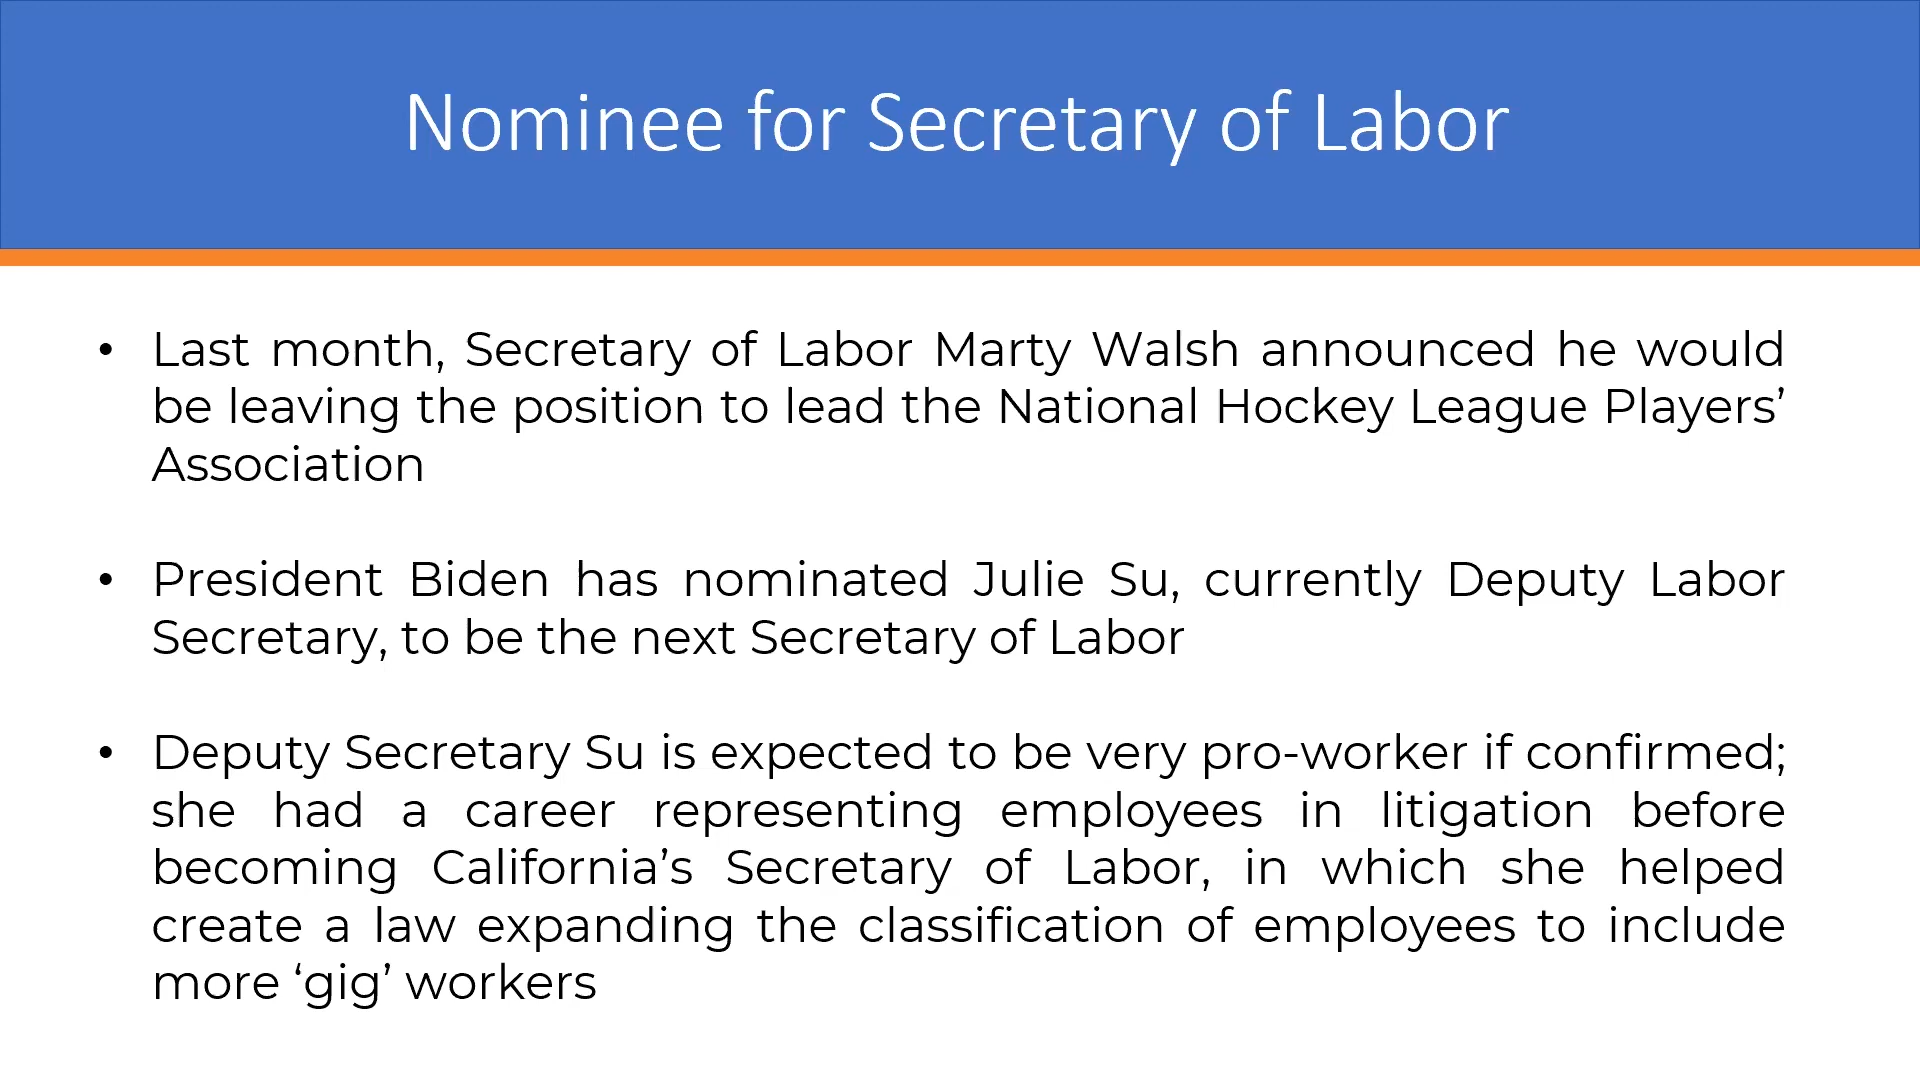 Nominee for Secretary of Labor
• Last month, Secretary of Labor Marty Walsh announced he would
be leaving the position to lead the National Hockey League Players’
Association
• President Biden has nominated Julie Su, currently Deputy Labor
Secretary, to be the next Secretary of Labor
• Deputy Secretary Su is expected to be very pro-worker if confirmed;
she had a career representing employees in litigation before
becoming California’s Secretary of Labor, in which she helped
create a law expanding the classification of employees to include
more ‘gig’ workers